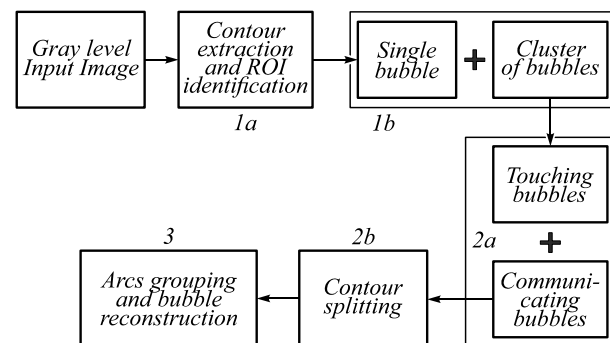 Gray level
Input Image
Contour
extraction
and ROI
identification
1a
Single
bubble
+
Cluster
of bubbles
1b
Touching
bubbles
2a
+
Communi-
cating
bubbles
2b
Contour
splitting
3
Arcs grouping
and bubble
reconstruction